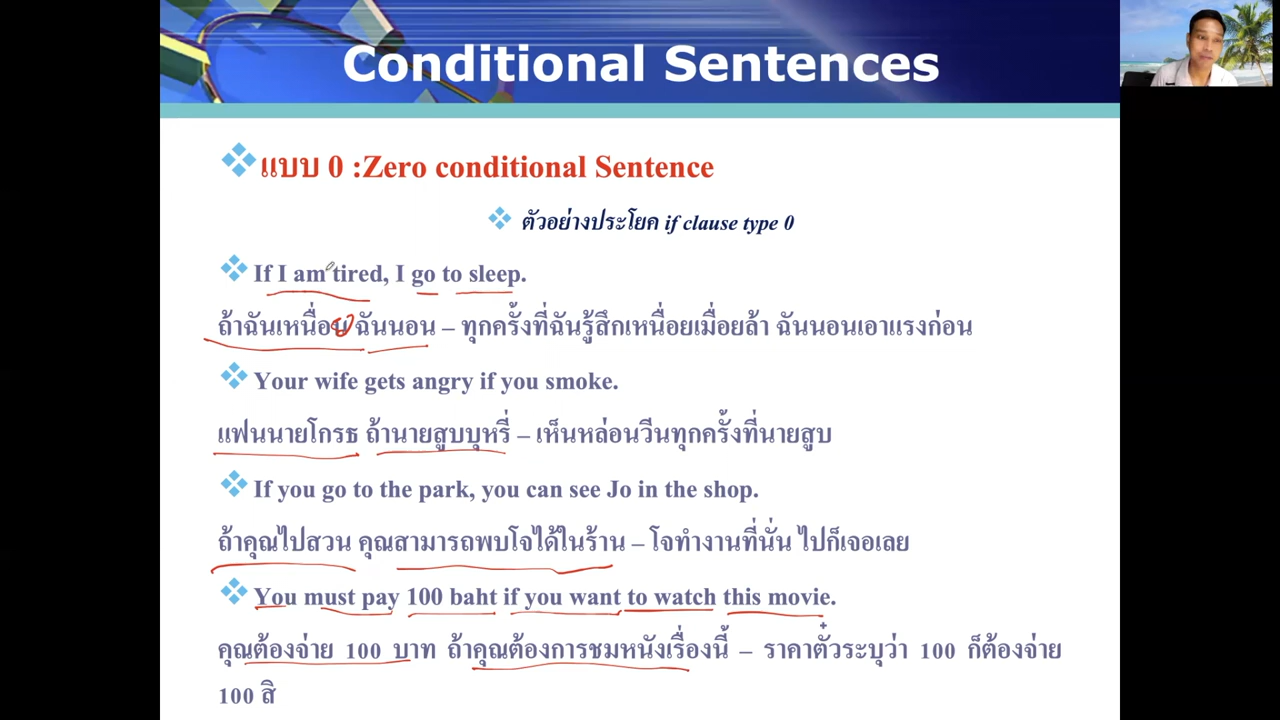 Conditional Sentences
แบบ 0 :Zero conditional Sentence
ตัวอย่างประโยค if clause type 0
If I am tired, I go to sleep.
ถ้าฉันเหนื่อย ฉันนอน – ทุกครั้งที่ฉันรู้สึกเหนื่อยเมื่อยล้า ฉันนอนเอาแรงก่อน
Your wife gets angry if you smoke.
แฟนนายโกรธ ถ้านายสูบบุหรี่ – เห็นหล่อนวีนทุกครั้งที่นายสูบ
If you go to the park, you can see Jo in the shop.
ถ้าคุณไปสวน คุณสามารถพบโจได้ในร้าน – โจทำงานที่นั่น ไปก็เจอเลย
You must pay 100 baht if you want to watch this movie.
คุณต้องจ่าย 100 บาท ถ้าคุณต้องการชมหนังเรื่องนี้ – ราคาตั๋วระบุว่า 100 ก็ต้องจ่าย
100 สิ